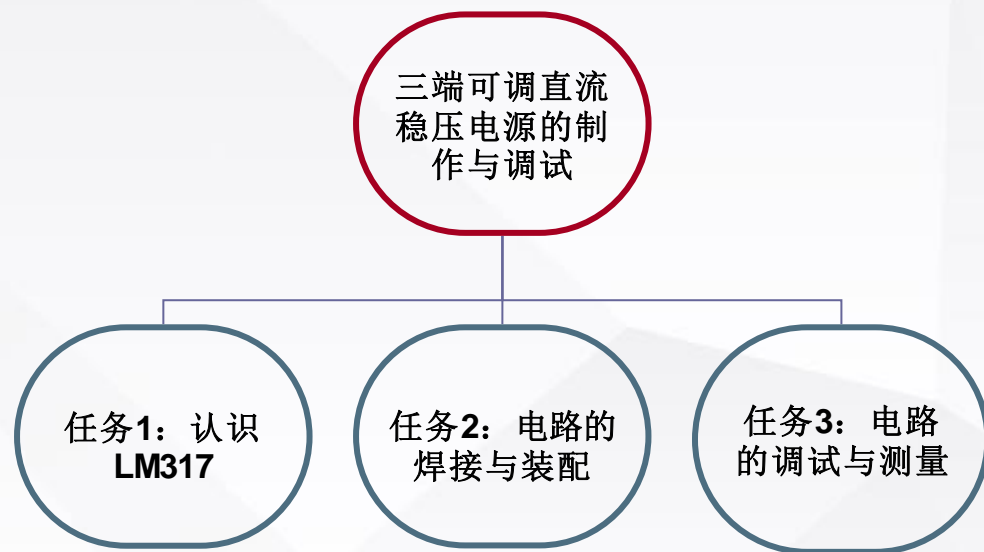 三端可调直流
稳压电源的制
作与调试
任务1：认识
LM317
任务2：电路的
焊接与装配
任务3：电路
的调试与测量